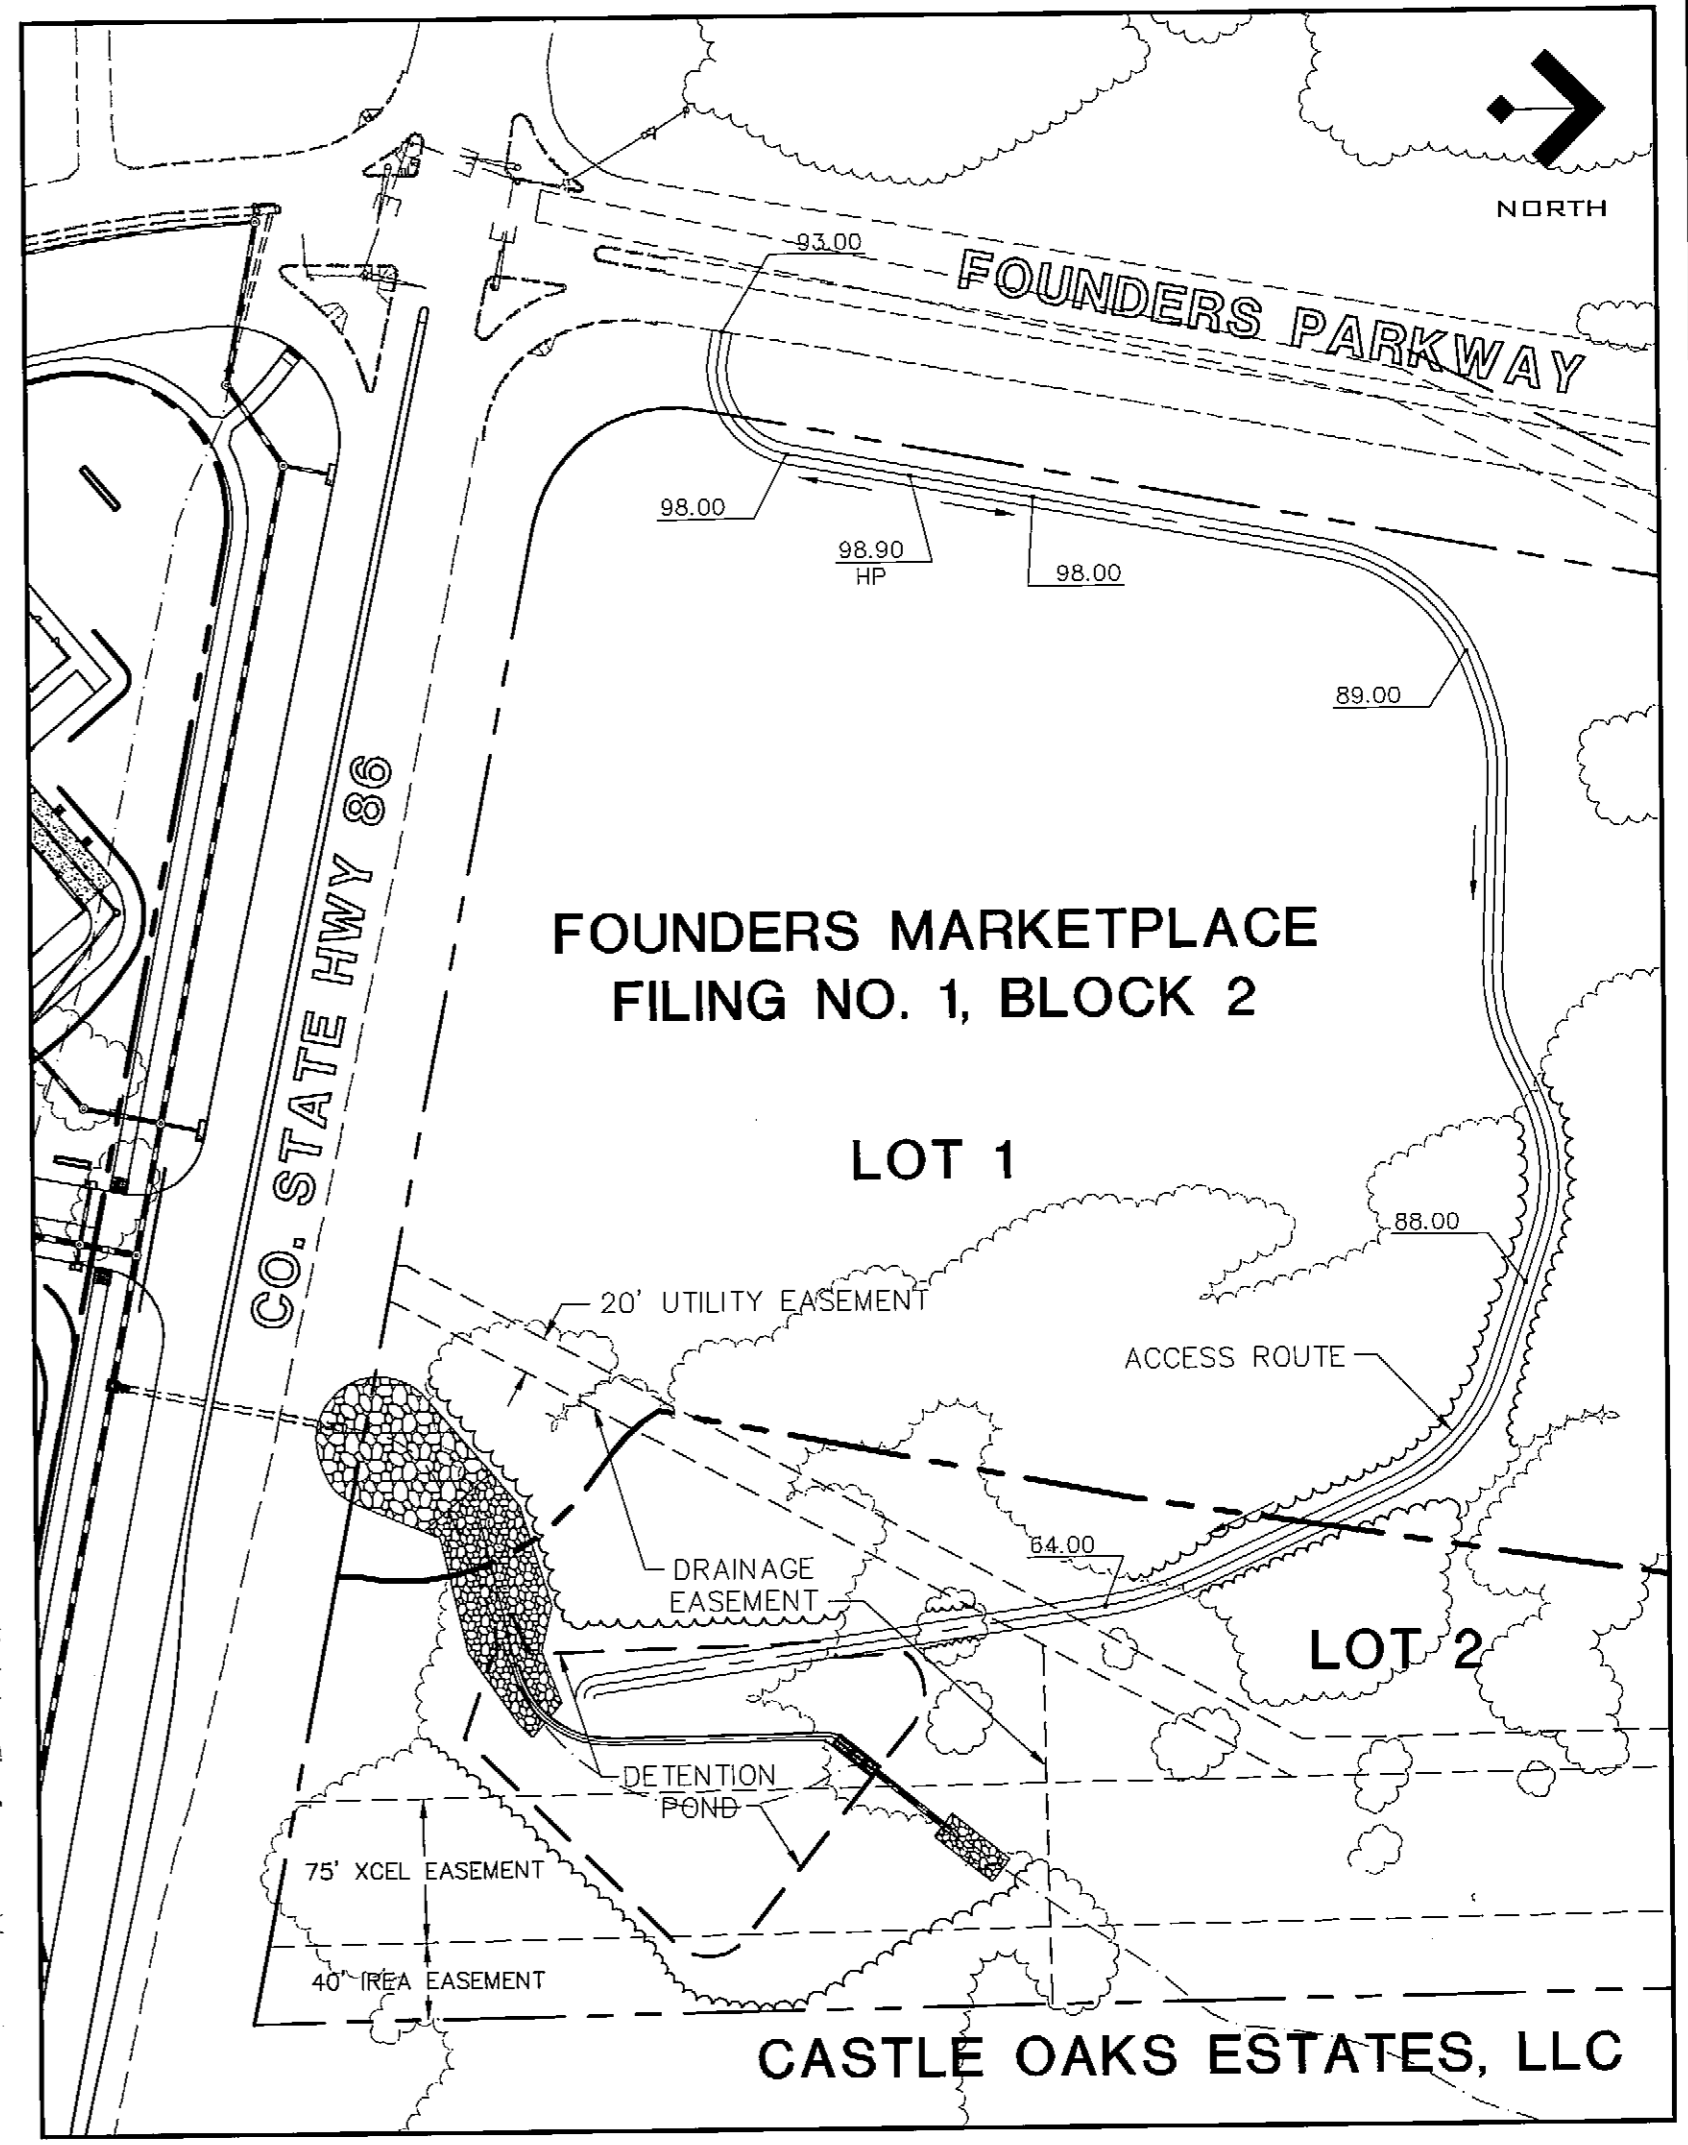 NORTH
93.00
FOUNDERS PARKWAY
98.00
98.90
HP
98.00
89.00
CO. STATE HWY 86
FOUNDERS MARKETPLACE
FILING NO. 1, BLOCK 2
LOT 1
88.00
20' UTILITY EASEMENT
ACCESS ROUTE
64.00
DRAINAGE
EASEMENT
LOT 2
DETENTION
POND
75' XCEL EASEMENT
40' IREA EASEMENT
CASTLE OAKS ESTATES, LLC